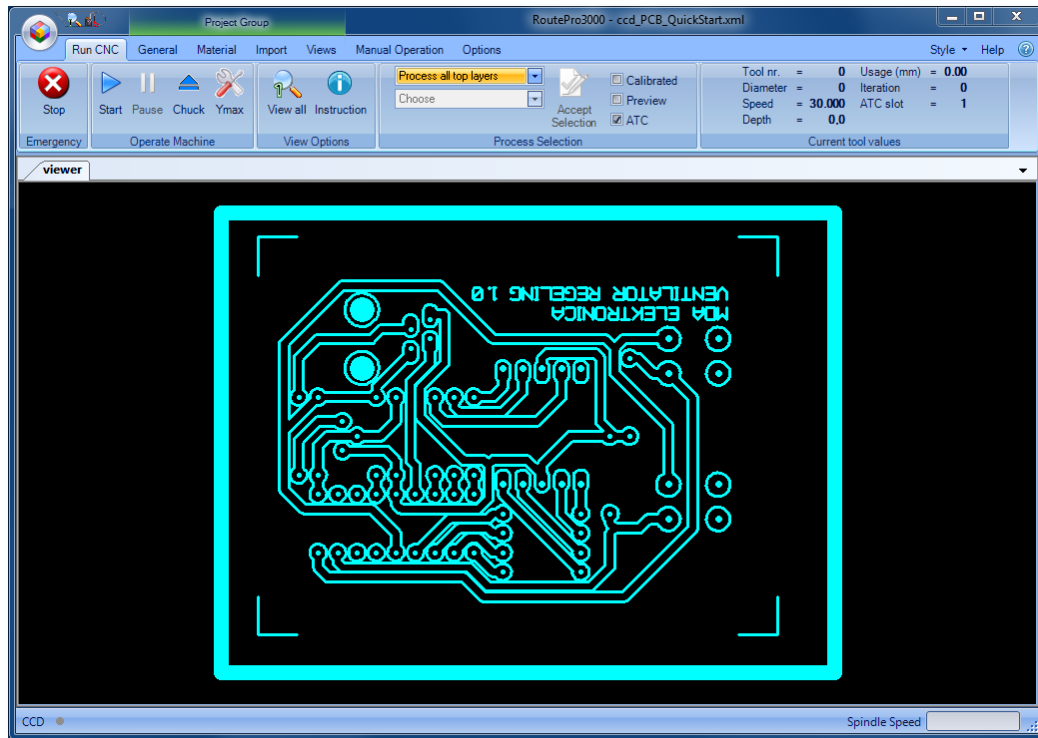 Project Group
RoutePro3000 - ccd_PCB_QuickStart.xml
Run CNC General Material Import Views Manual Operation Options Style Help
Stop
Emergency
Start Pause Chuck Ymax
Operate Machine
View all Instruction
View Options
Process all top layers
Choose
Accept Selection
Calibrated
Preview
ATC
Process Selection
Tool nr. = 0 Usage (mm) = 0.00
Diameter = 0 Iteration = 0
Speed = 30.000 ATC slot = 1
Depth = 0,0
Current tool values
viewer
VENTILATOR REGELING 1.0
MDA ELEKTRONICA
CCD
Spindle Speed